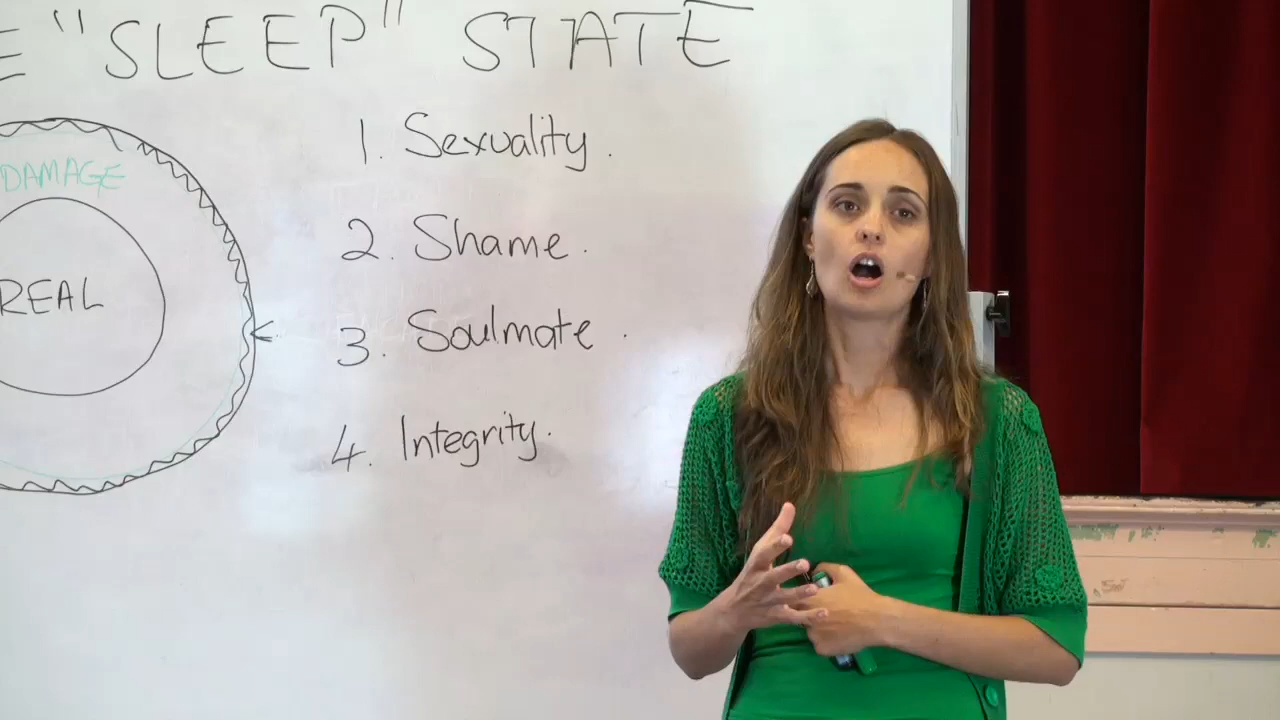 E "SLEEP" STATE
DAMAGE
REAL
1. Sexuality.
2. Shame.
3. Soulmate.
4. Integrity.